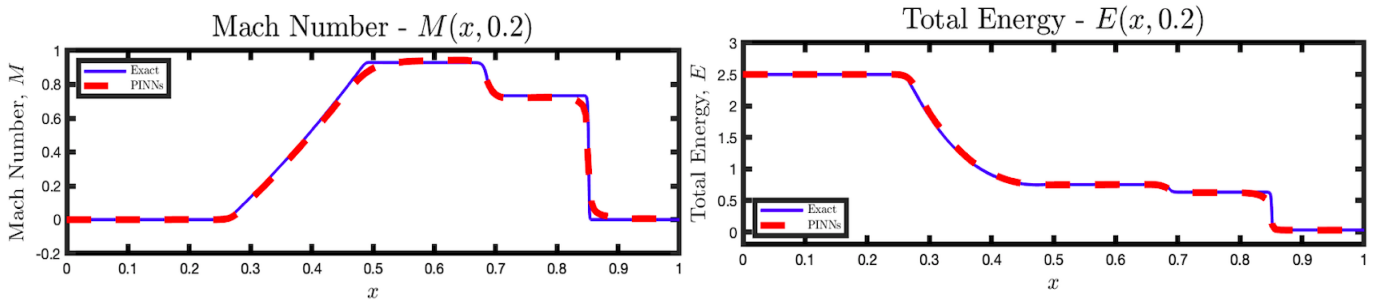 Mach Number - M(x, 0.2)
Mach Number, M
1
0.8
0.6
0.4
0.2
0
-0.2
Exact
PINNs
0 0.1 0.2 0.3 0.4 0.5 0.6 0.7 0.8 0.9 1
x
Total Energy - E(x, 0.2)
Total Energy, E
3
2.5
2
1.5
1
0.5
0
Exact
PINNs
0 0.1 0.2 0.3 0.4 0.5 0.6 0.7 0.8 0.9 1
x